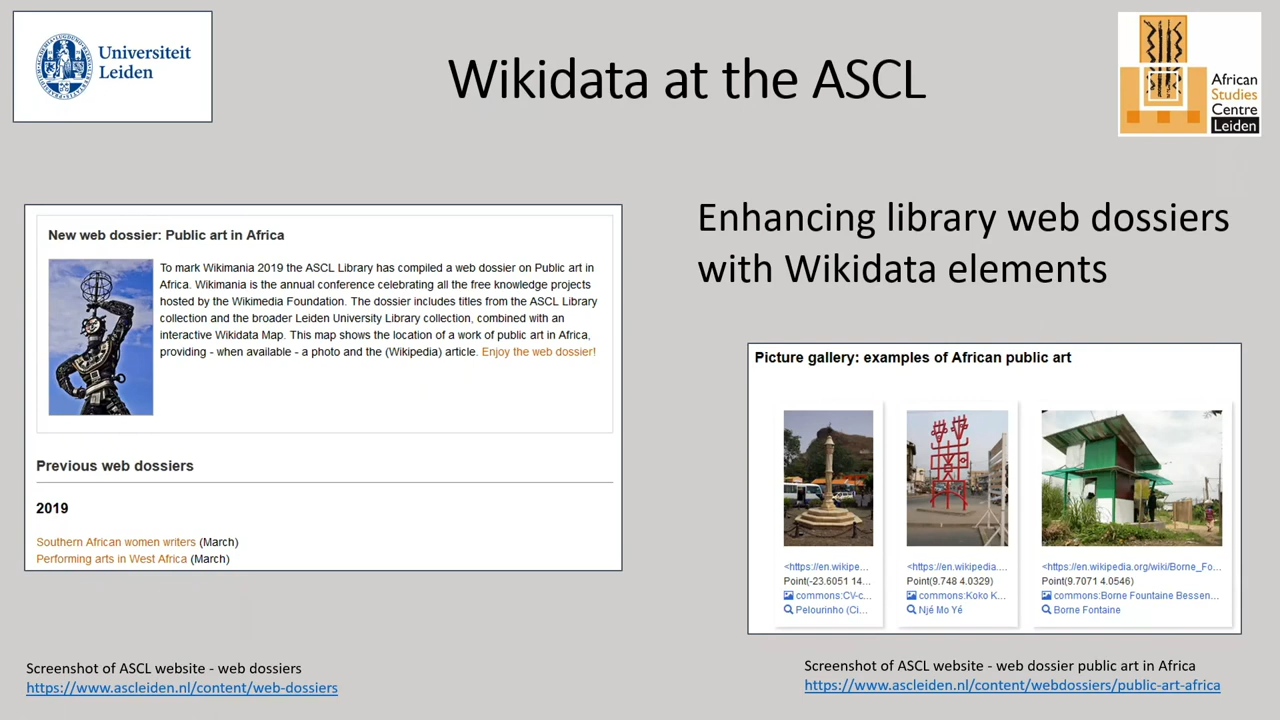 Universiteit
Leiden
Wikidata at the ASCL
African
Studies
Centre
Leiden
New web dossier: Public art in Africa
To mark Wikimania 2019 the ASCL Library has compiled a web dossier on Public art in
Africa. Wikimania is the annual conference celebrating all the free knowledge projects
hosted by the Wikimedia Foundation. The dossier includes titles from the ASCL Library
collection and the broader Leiden University Library collection, combined with an
interactive Wikidata Map. This map shows the location of a work of public art in Africa,
providing - when available - a photo and the (Wikipedia) article. Enjoy the web dossier!
Previous web dossiers
2019
Southern African women writers (March)
Performing arts in West Africa (March)
Screenshot of ASCL website - web dossiers
https://www.ascleiden.nl/content/web-dossiers
Enhancing library web dossiers
with Wikidata elements
Picture gallery: examples of African public art
<https://en.wikipe...
Point(-23.6051 14...
commons:CV-c...
Pelourinho (Ci...
<https://en.wikipedia....
Point(9.748 4.0329)
commons:Koko K...
Njé Mo Yé
<https://en.wikipedia.org/wiki/Borne_Fo...
Point(9.7071 4.0546)
commons:Borne Fountaine Bessen...
Borne Fontaine
Screenshot of ASCL website - web dossier public art in Africa
https://www.ascleiden.nl/content/webdossiers/public-art-africa